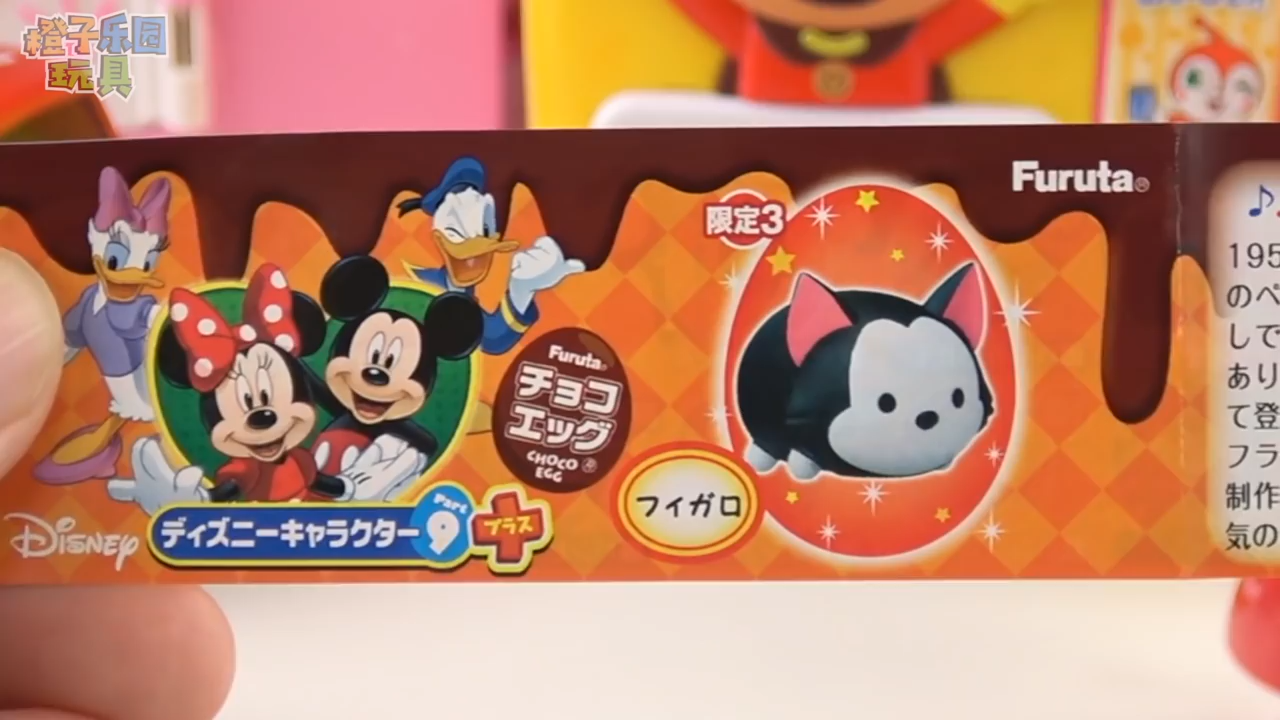 橙子乐园
玩具
Furuta®
限定3
Furuta®
チョコ
エッグ
CHOCO
EGG
フィガロ
Disney
ディズニーキャラクター
Part
9
プラス
♪
195
のペ
して
あり
て登
フラ
制作
気の